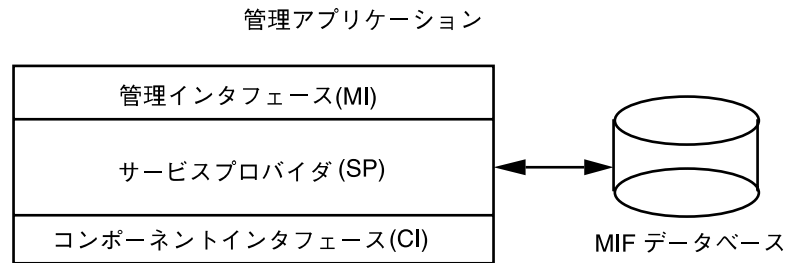 管理アプリケーション
管理インタフェース(MI)
サービスプロバイダ(SP)
コンポーネントインタフェース(CI)
MIF データベース